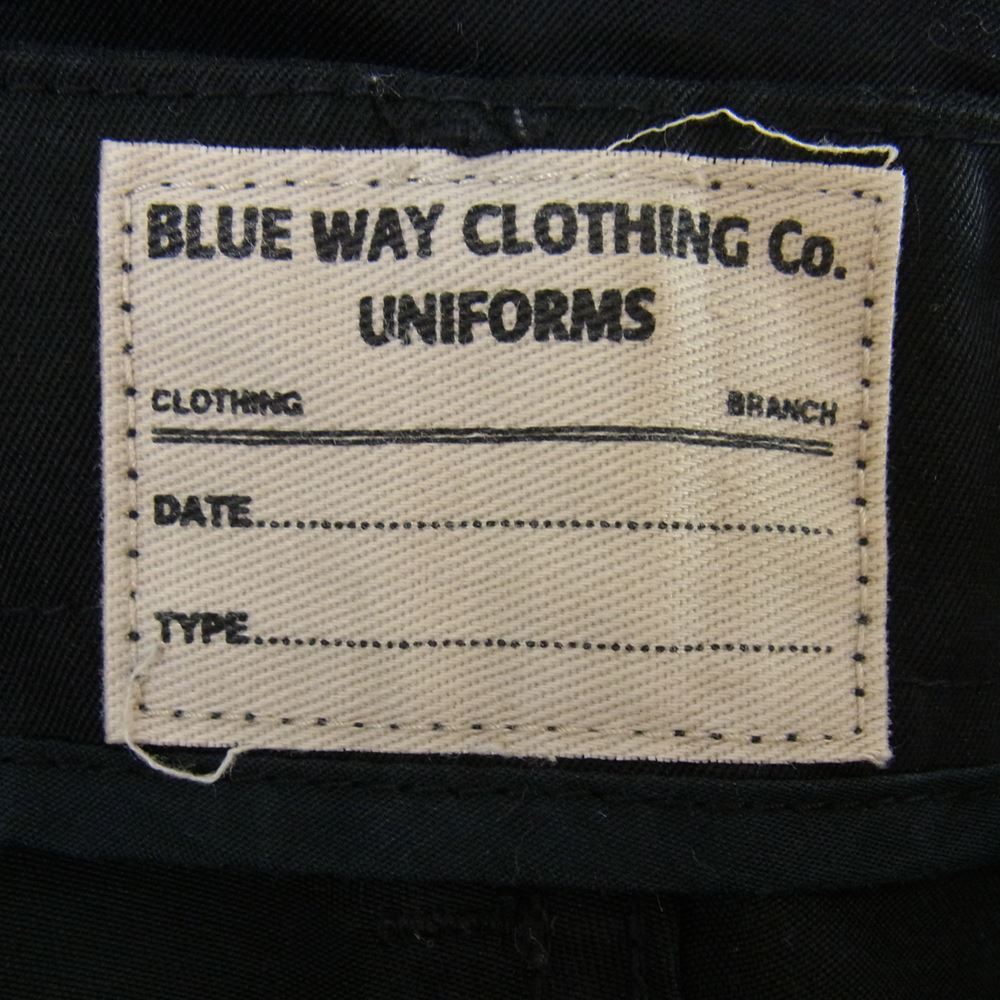 BLUE WAY CLOTHING Co.
UNIFORMS
CLOTHING BRANCH
DATE..........................................................
TYPE..........................................................